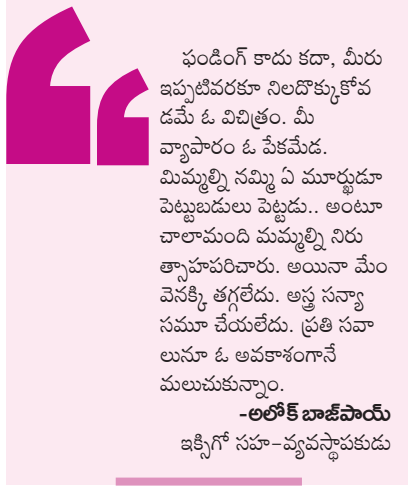 ఫండింగ్ కాదు కదా, మీరు
ఇప్పటివరకూ నిలదొక్కుకోవ
డమే ఓ విచిత్రం. మీ
వ్యాపారం ఓ పేకమేడ.
మిమ్మల్ని నమ్మి ఏ మూర్ఖుడూ
పెట్టుబడులు పెట్టడు.. అంటూ
చాలామంది మమ్మల్ని నిరు
త్సాహపరిచారు. అయినా మేం
వెనక్కి తగ్గలేదు. అస్త్ర సన్యా
సమూ చేయలేదు. ప్రతి సవా
లునూ ఓ అవకాశంగానే
మలుచుకున్నాం.
-అలోక్ బాజ్‌పాయ్
ఇక్సిగో సహ-వ్యవస్థాపకుడు